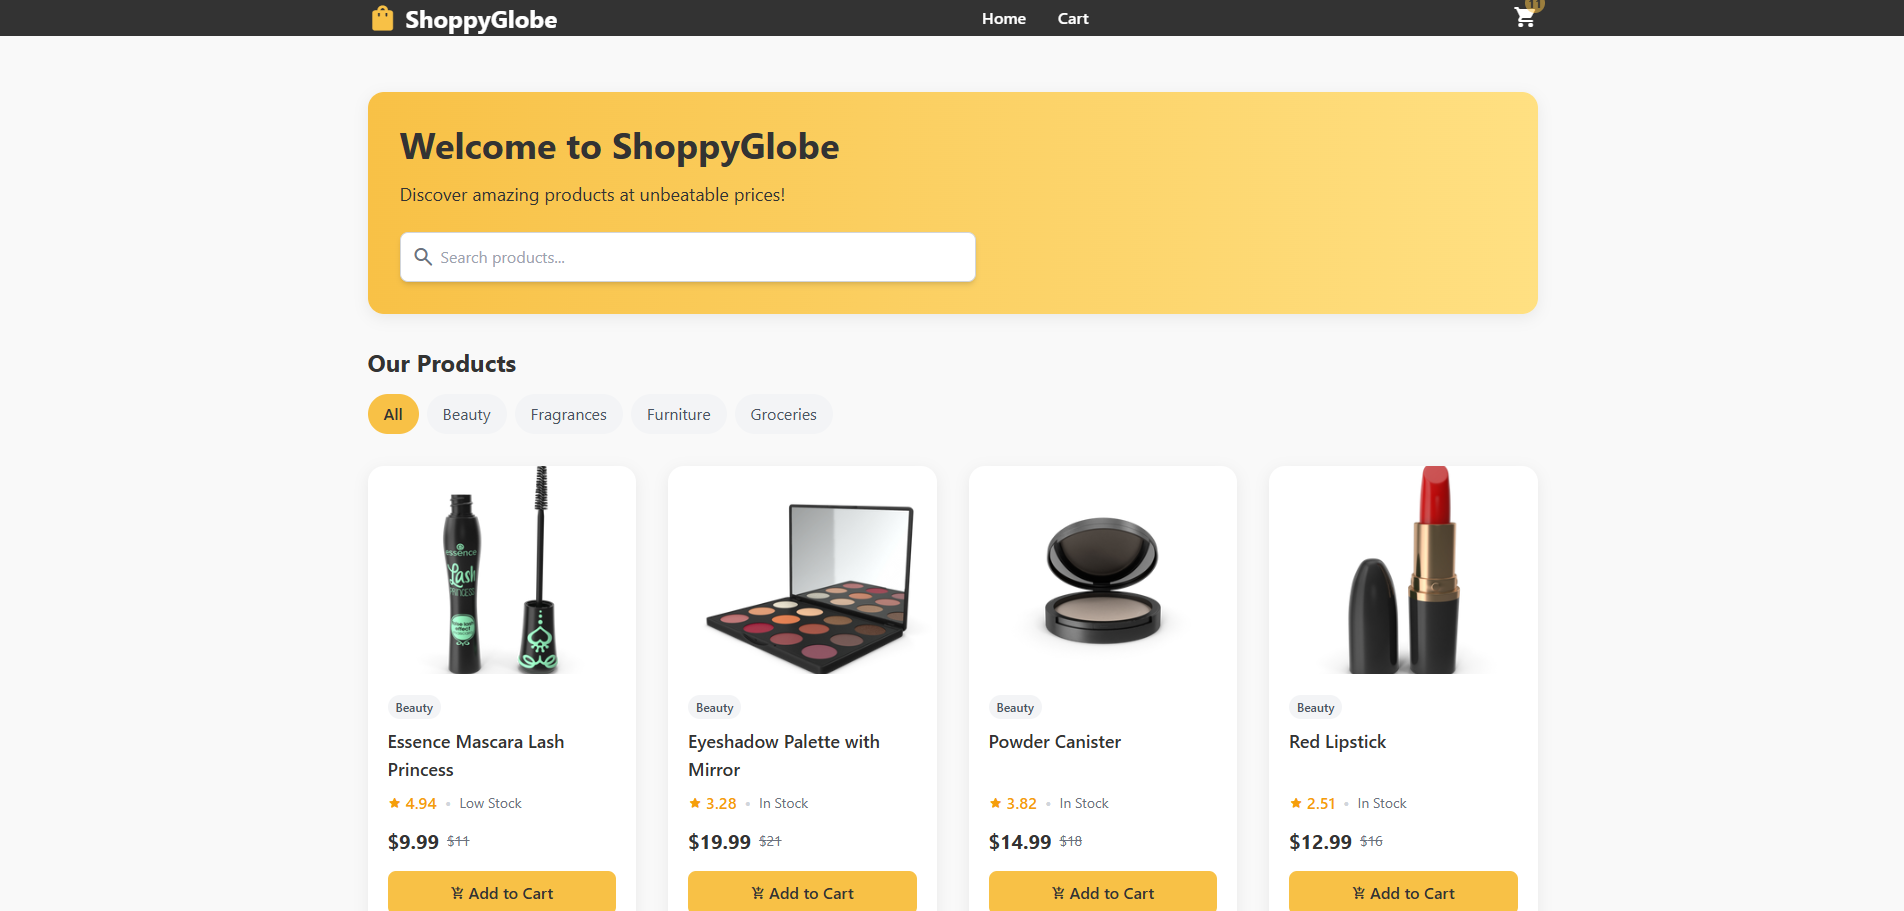 ShoppyGlobe
Home
Cart
11
Welcome to ShoppyGlobe
Discover amazing products at unbeatable prices!
Search products...
Our Products
All
Beauty
Fragrances
Furniture
Groceries
essence
Lash
PRINCESS
Beauty
Essence Mascara Lash
Princess
4.94 • Low Stock
$9.99 $11
Add to Cart
Beauty
Eyeshadow Palette with
Mirror
3.28 • In Stock
$19.99 $21
Add to Cart
Beauty
Powder Canister
3.82 • In Stock
$14.99 $18
Add to Cart
Beauty
Red Lipstick
2.51 • In Stock
$12.99 $16
Add to Cart